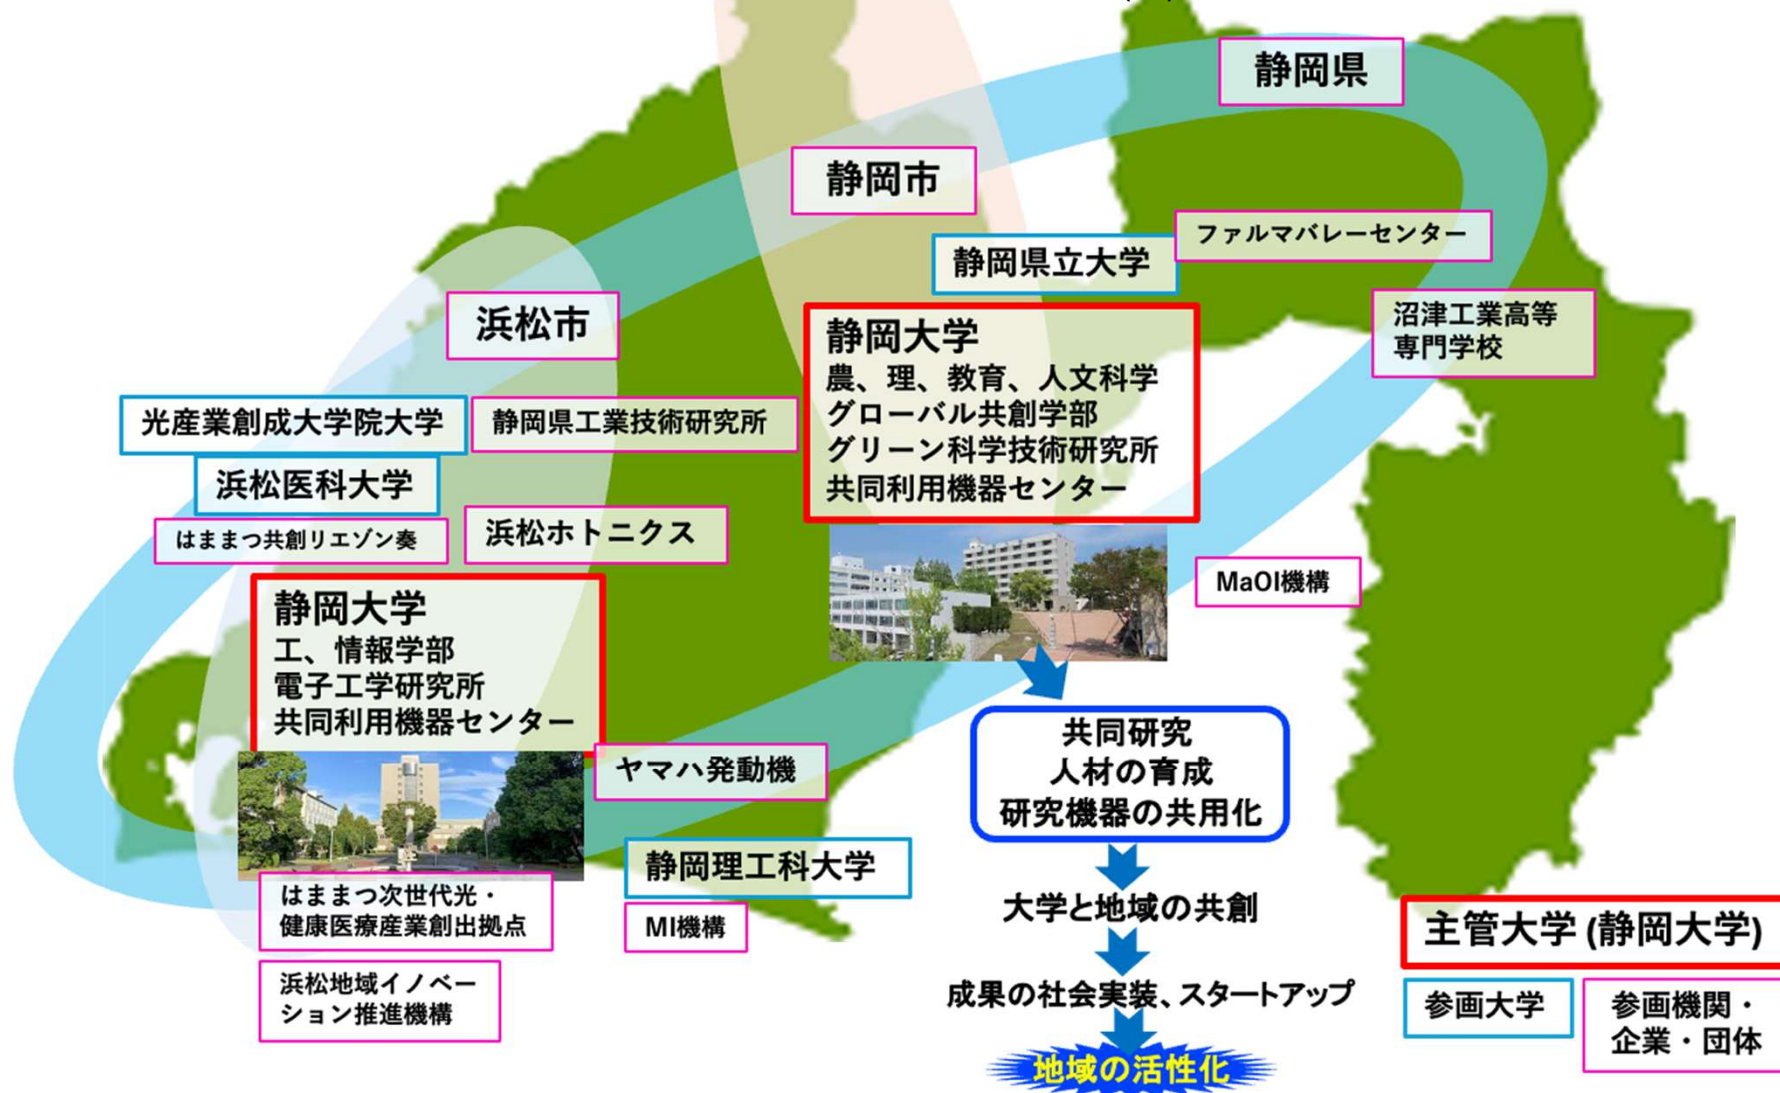 静岡県
静岡市
ファルマバレーセンター
静岡県立大学
沼津工業高等
専門学校
浜松市
静岡大学
農、理、教育、人文科学
グローバル共創学部
グリーン科学技術研究所
共同利用機器センター
光産業創成大学院大学
静岡県工業技術研究所
浜松医科大学
はままつ共創リエゾン奏
浜松ホトニクス
MaOI機構
静岡大学
工、情報学部
電子工学研究所
共同利用機器センター
ヤマハ発動機
静岡理工科大学
MI機構
はままつ次世代光・
健康医療産業創出拠点
浜松地域イノベー
ション推進機構
共同研究
人材の育成
研究機器の共用化
大学と地域の共創
成果の社会実装、スタートアップ
地域の活性化
主管大学 (静岡大学)
参画大学
参画機関・
企業・団体